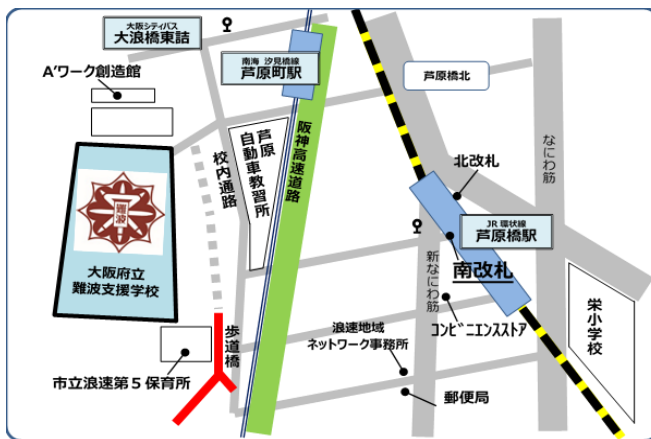 大阪シティバス
大浪橋東詰
A'ワーク創造館
南海 汐見橋線
芦原町駅
芦原橋北
なにわ筋
芦原
自動車教習所
阪神高速道路
校内通路
北改札
難波
JR 環状線
芦原橋駅
大阪府立
難波支援学校
南改札
新なにわ筋
栄小学校
コンビニエンスストア
歩道橋
浪速地域
ネットワーク事務所
市立浪速第5保育所
郵便局